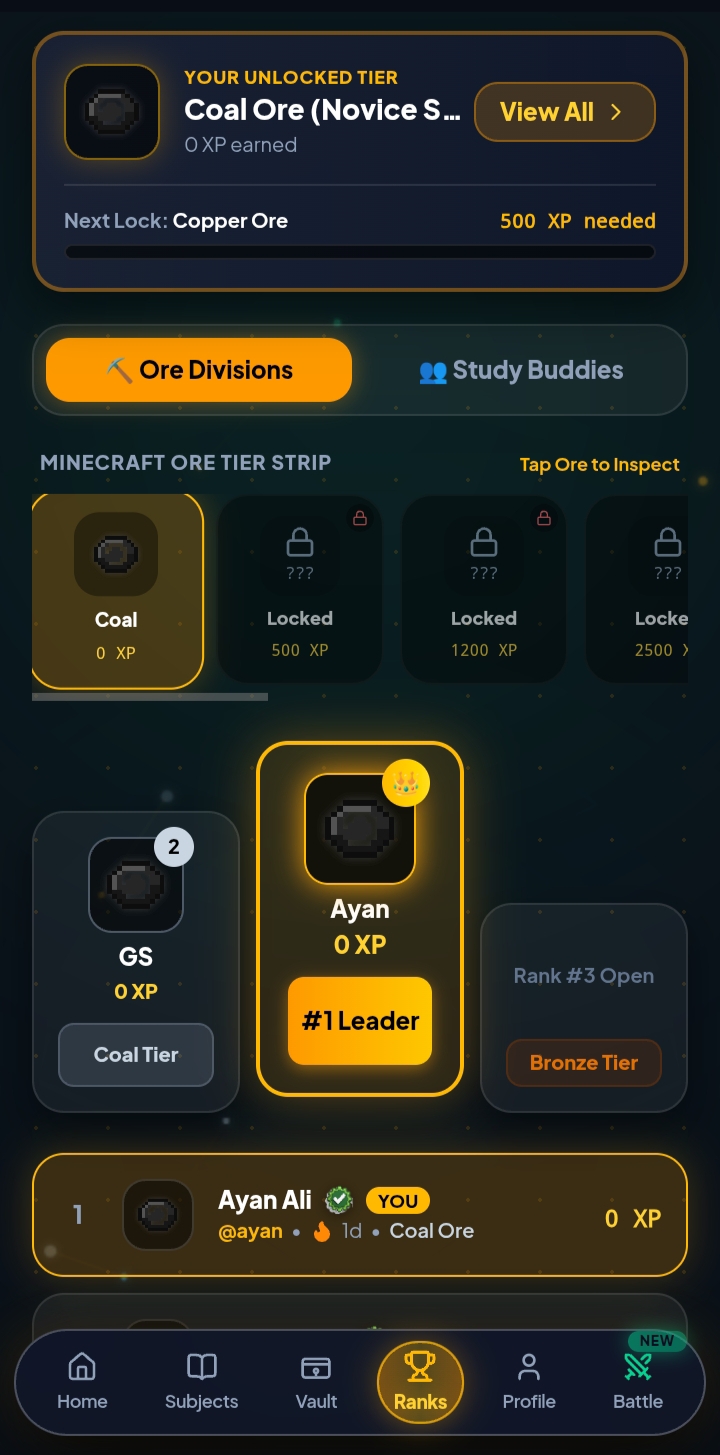 YOUR UNLOCKED TIER
Coal Ore (Novice S...
0 XP earned
View All
Next Lock: Copper Ore
500 XP needed
Ore Divisions
Study Buddies
MINECRAFT ORE TIER STRIP
Tap Ore to Inspect
Coal
0 XP
???
Locked
500 XP
???
Locked
1200 XP
???
Locke
2500 X
2
GS
0 XP
Coal Tier
Ayan
0 XP
#1 Leader
Rank #3 Open
Bronze Tier
1
Ayan Ali YOU
@ayan • 1d • Coal Ore
0 XP
NEW
Home
Subjects
Vault
Ranks
Profile
Battle